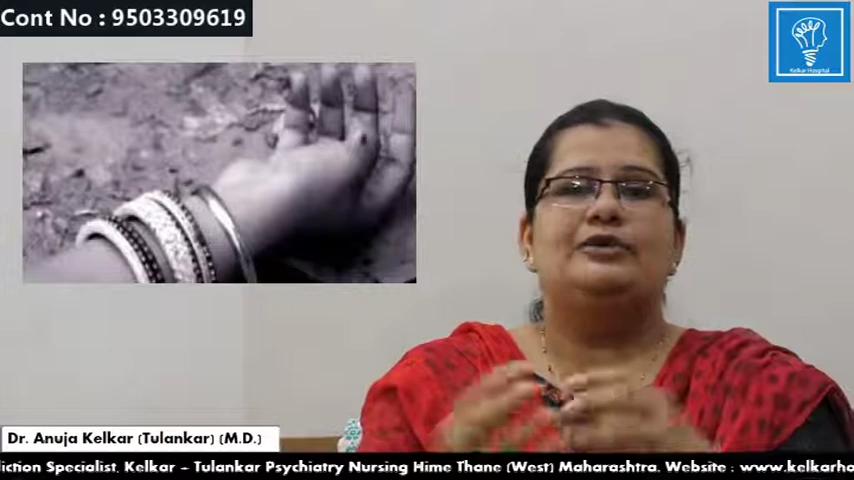 Cont No : 9503309619
Kelkar Hospital
Dr. Anuja Kelkar (Tulankar) (M.D.)
iction Specialist, Kelkar – Tulankar Psychiatry Nursing Hime Thane (West) Maharashtra. Website : www.kelkarho